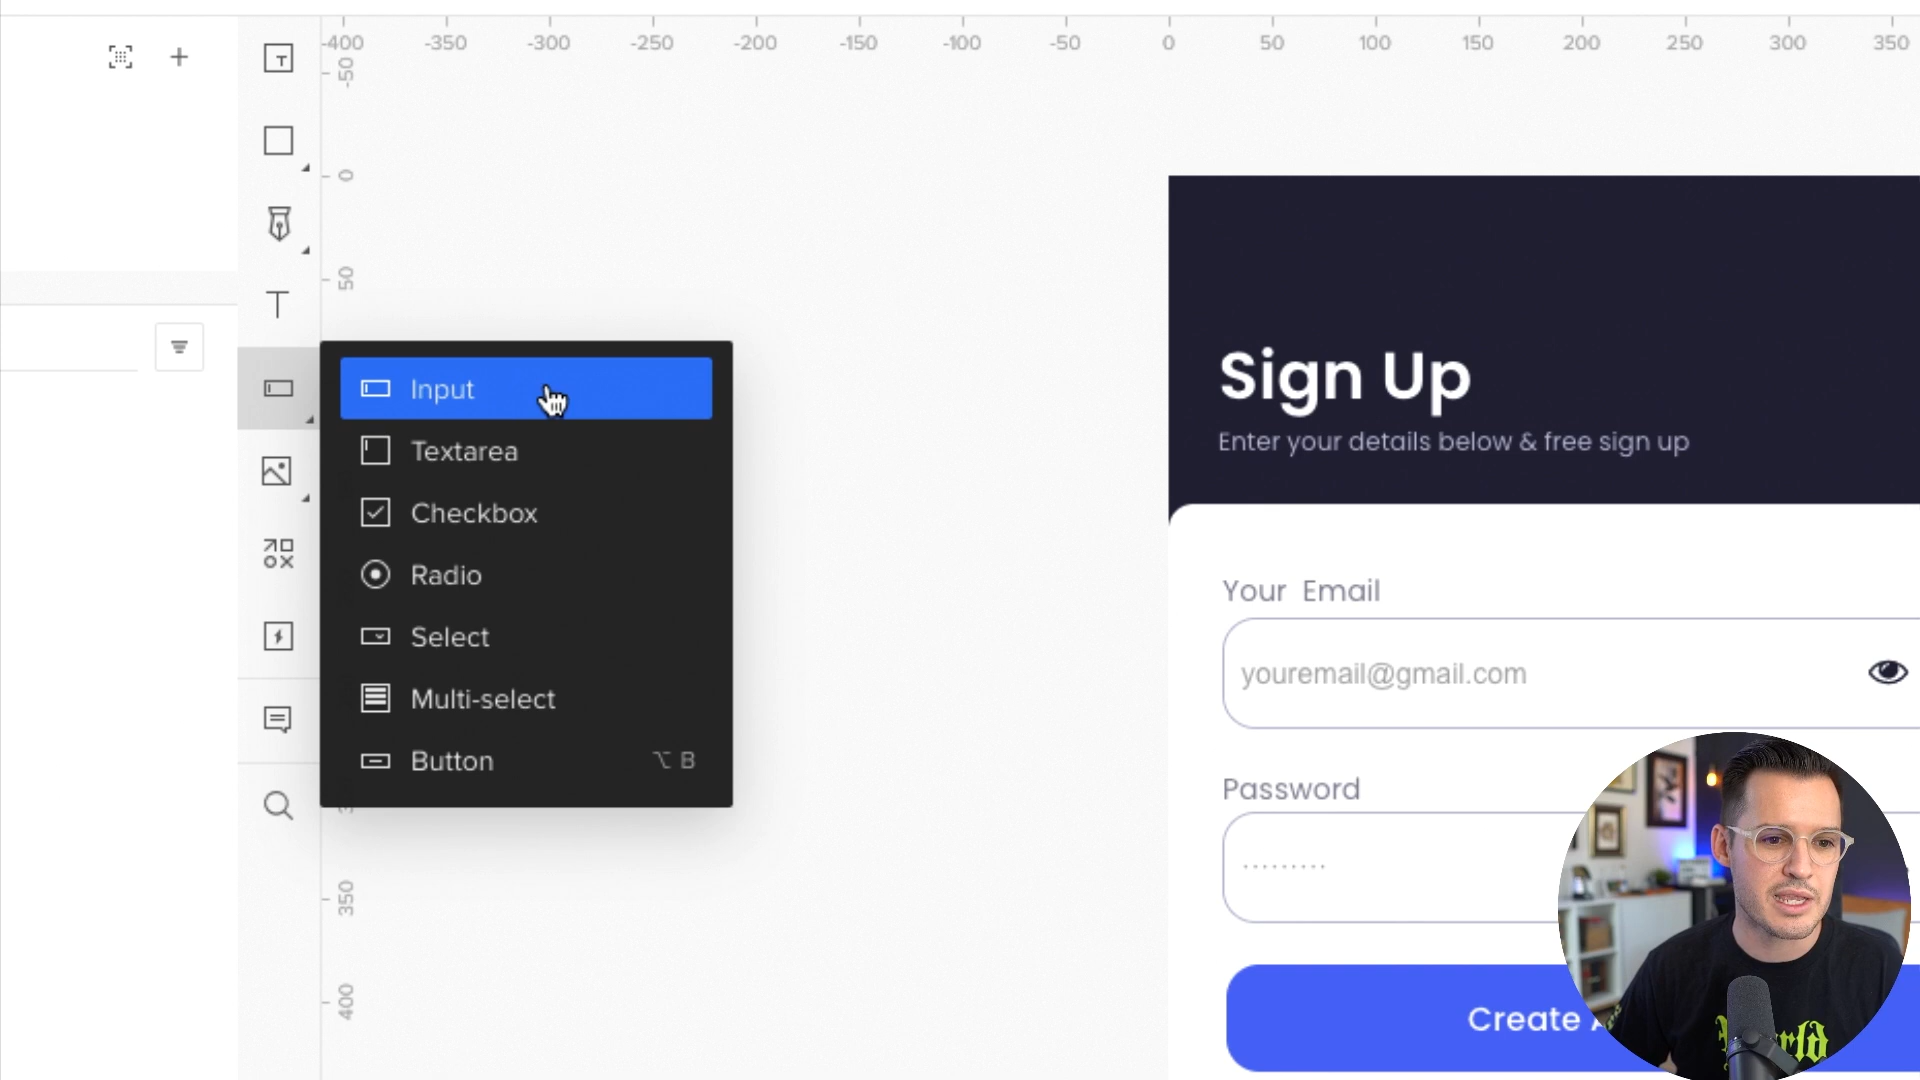 -400 -350 -300 -250 -200 -150 -100 -50 0 50 100 150 200 250 300 350
-50
0
50
T
Input
Textarea
Checkbox
Radio
Select
Multi-select
Button ⌥ B
350
400
Sign Up
Enter your details below & free sign up
Your Email
youremail@gmail.com
Password
.........
Create